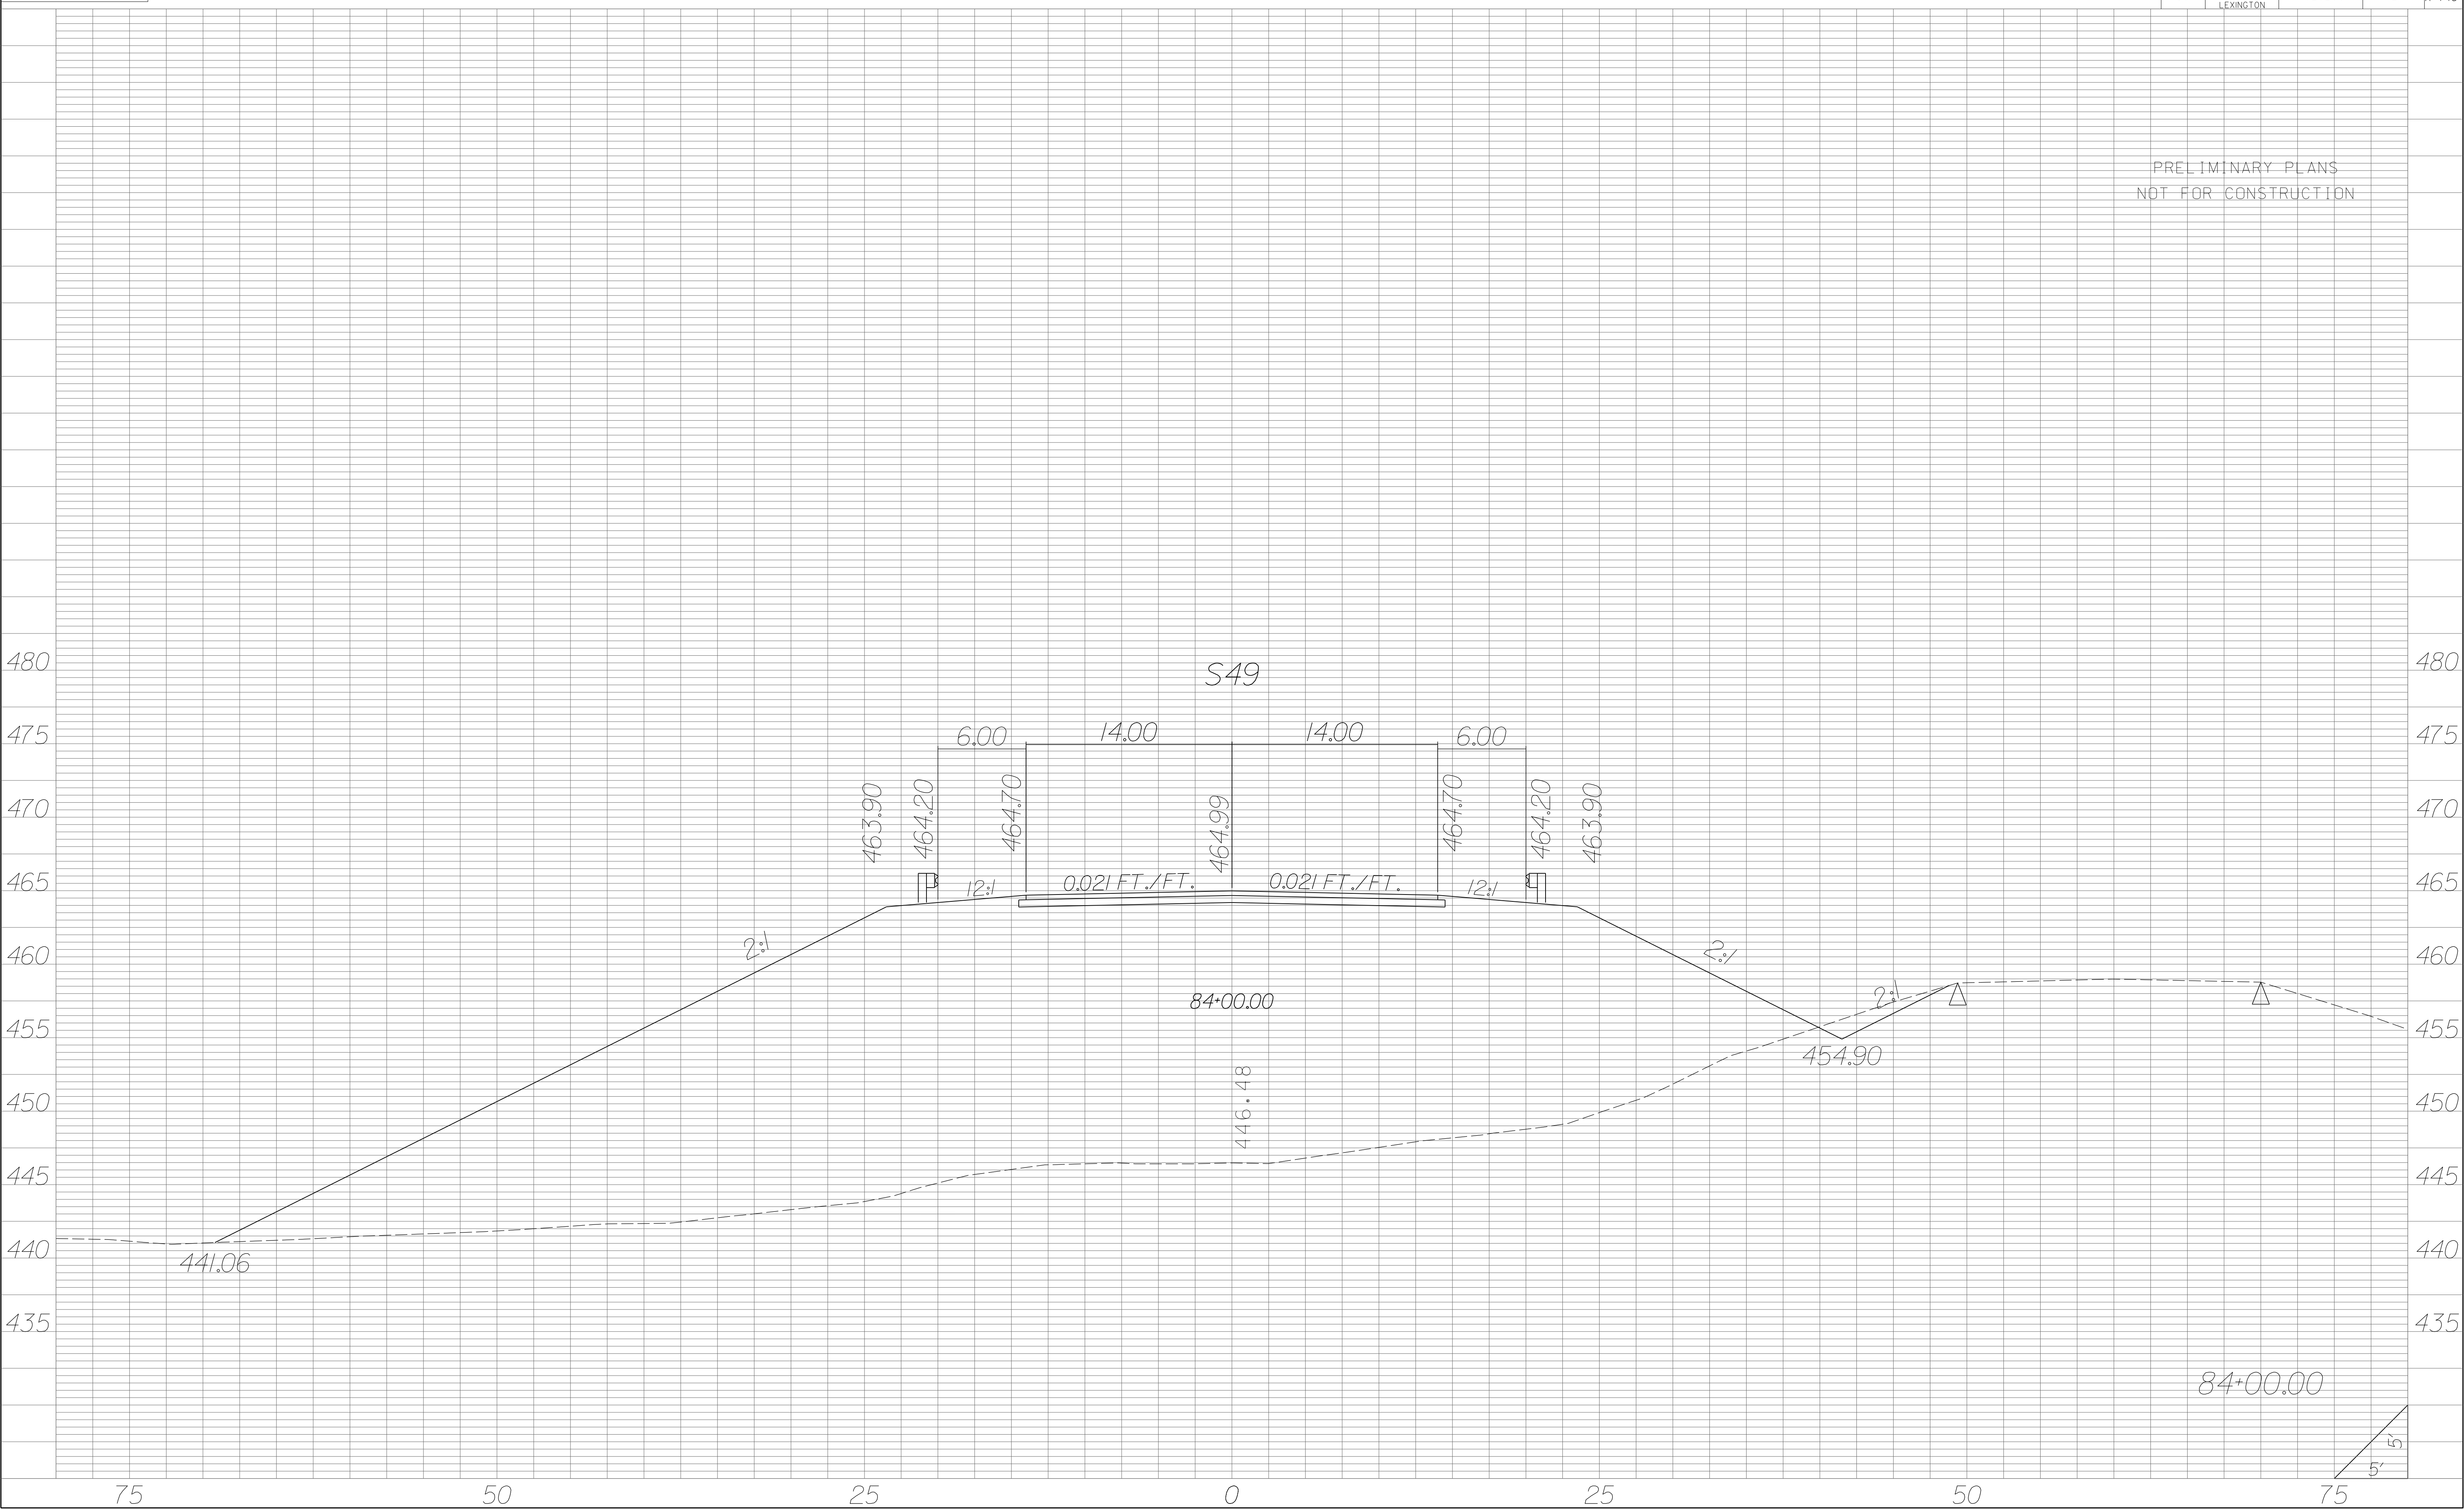 LEXINGTON
PRELIMINARY PLANS
NOT FOR CONSTRUCTION
480 S49 480
475 6.00 14.00 14.00 6.00 475
470 463.90 464.20 464.70 464.99 464.70 464.20 463.90 470
465 12:1 0.021 FT./FT. 0.021 FT./FT. 12:1 465
460 2:1 2:1 460
84+00.00 2:1
455 454.90 455
450 446.48 450
445 445
440 441.06 440
435 435
84+00.00
5'
5'
75 50 25 0 25 50 75